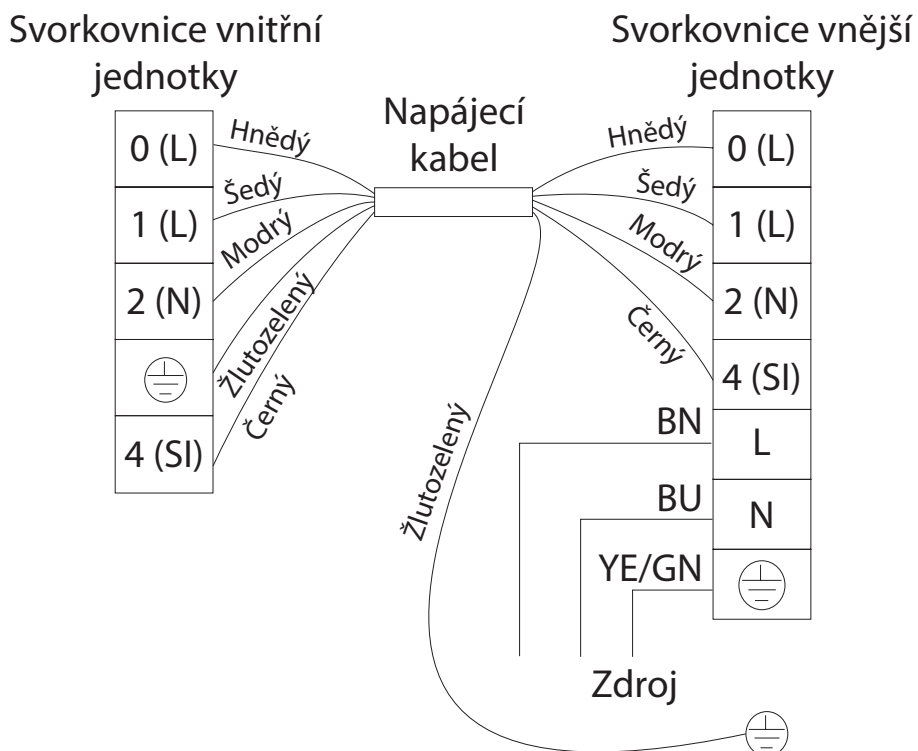 Svorkovnice vnitřní
jednotky
0 (L)
1 (L)
2 (N)
4 (SI)
Hnědý
Šedý
Modrý
Žlutozelený
Černý
Napájecí
kabel
Žlutozelený
Svorkovnice vnější
jednotky
Hnědý
Šedý
Modrý
Černý
0 (L)
1 (L)
2 (N)
4 (SI)
BN
L
BU
N
YE/GN
Zdroj